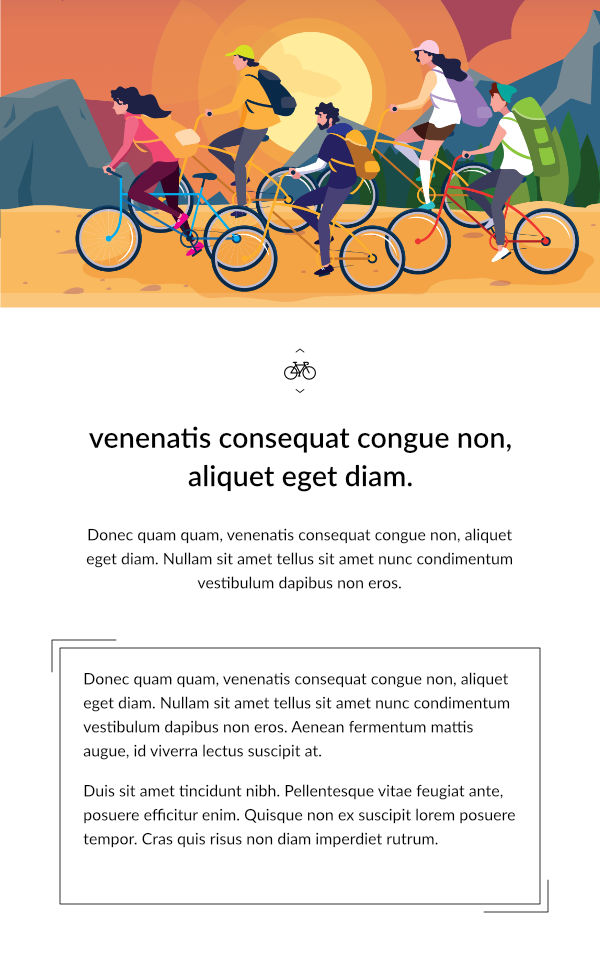 venenatis consequat congue non,
aliquet eget diam.
Donec quam quam, venenatis consequat congue non, aliquet
eget diam. Nullam sit amet tellus sit amet nunc condimentum
vestibulum dapibus non eros.
Donec quam quam, venenatis consequat congue non, aliquet
eget diam. Nullam sit amet tellus sit amet nunc condimentum
vestibulum dapibus non eros. Aenean fermentum mattis
augue, id viverra lectus suscipit at.
Duis sit amet tincidunt nibh. Pellentesque vitae feugiat ante,
posuere efficitur enim. Quisque non ex suscipit lorem posuere
tempor. Cras quis risus non diam imperdiet rutrum.